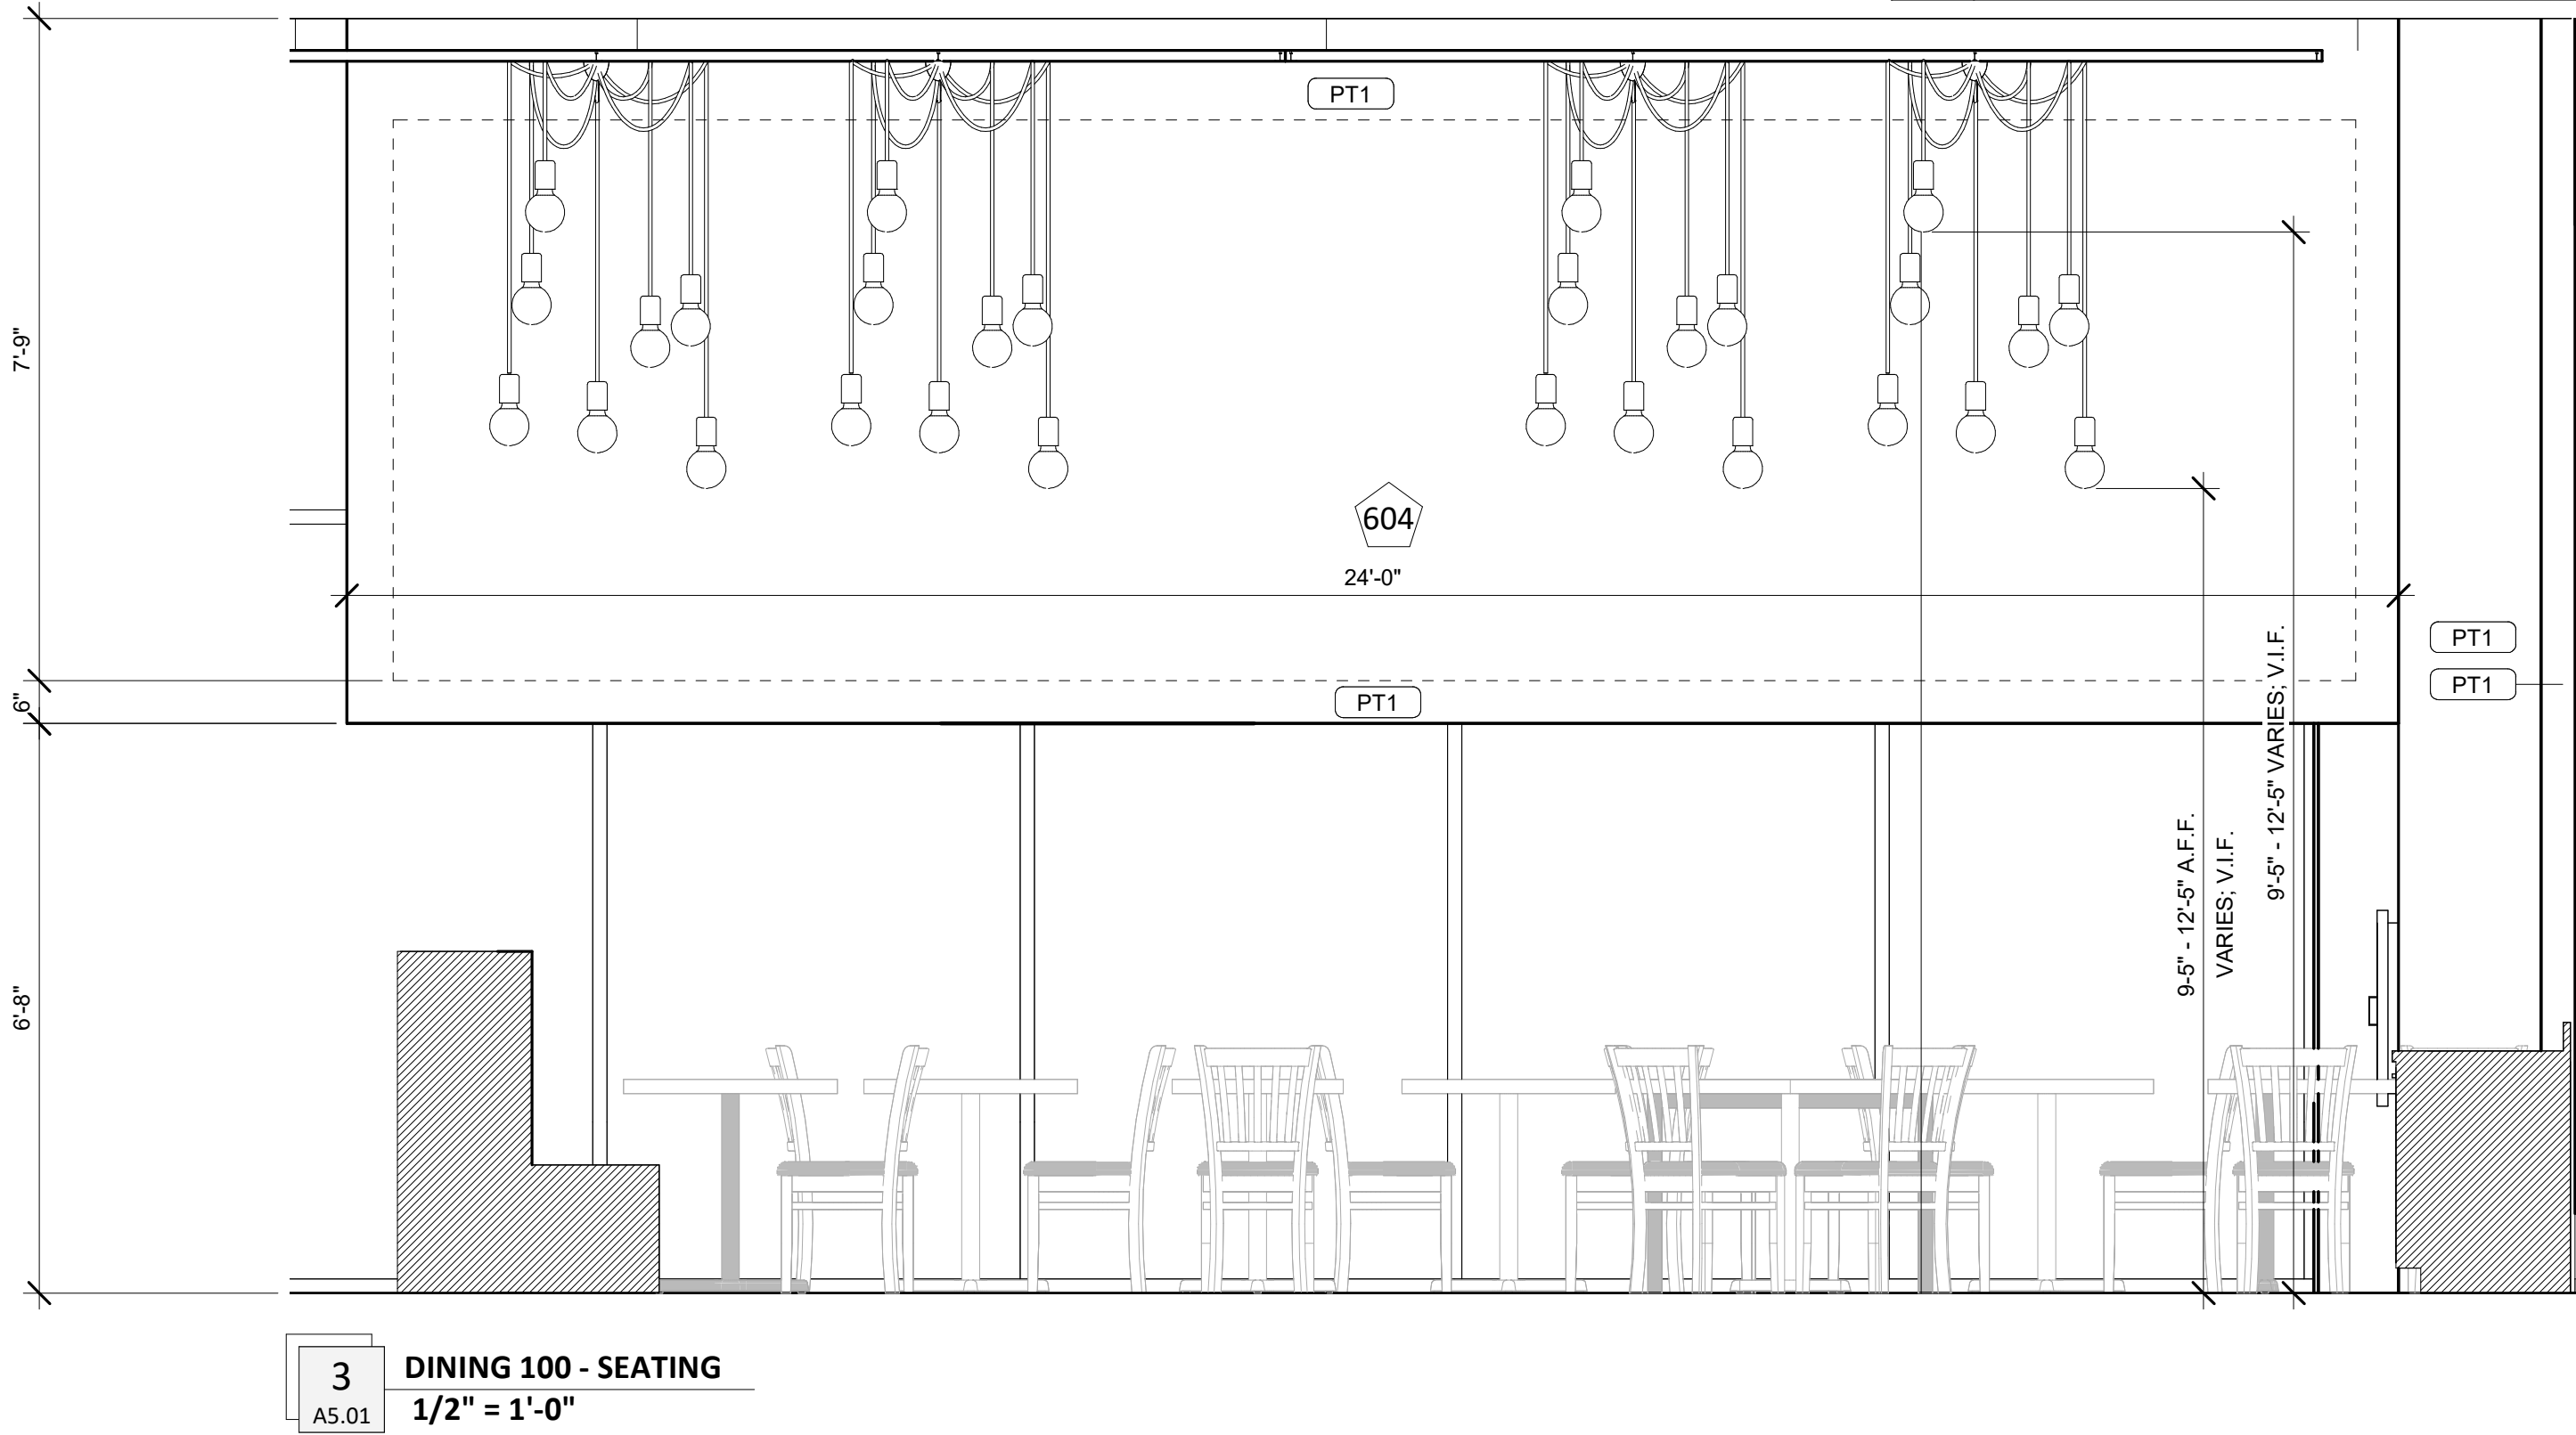 PT1
7'-9"
604
24'-0"
PT1
PT1
6"
PT1
9'-5" - 12'-5" VARIES; V.I.F.
9-5" - 12'-5" A.F.F.
VARIES; V.I.F.
6'-8"
3
A5.01
DINING 100 - SEATING
1/2" = 1'-0"